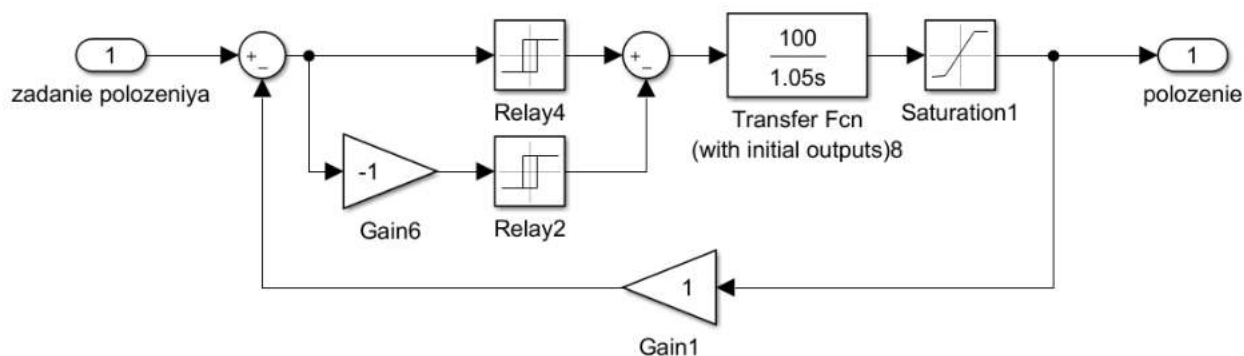 1
zadanie polozeniya
+
−
Relay4
+
−
100
1.05s
Transfer Fcn
(with initial outputs)8
Saturation1
1
polozenie
-1
Gain6
Relay2
1
Gain1